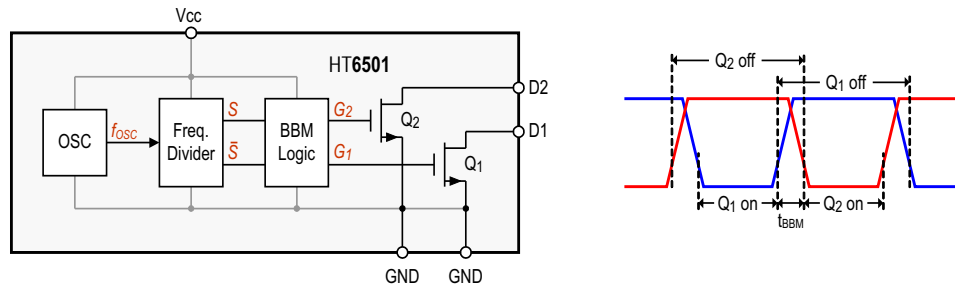 Vcc
HT6501
D2
D1
OSC
fOSC
Freq.
Divider
S
S̄
BBM
Logic
G2
G1
Q2
Q1
GND
GND
Q2 off
Q1 off
Q1 on
tBBM
Q2 on